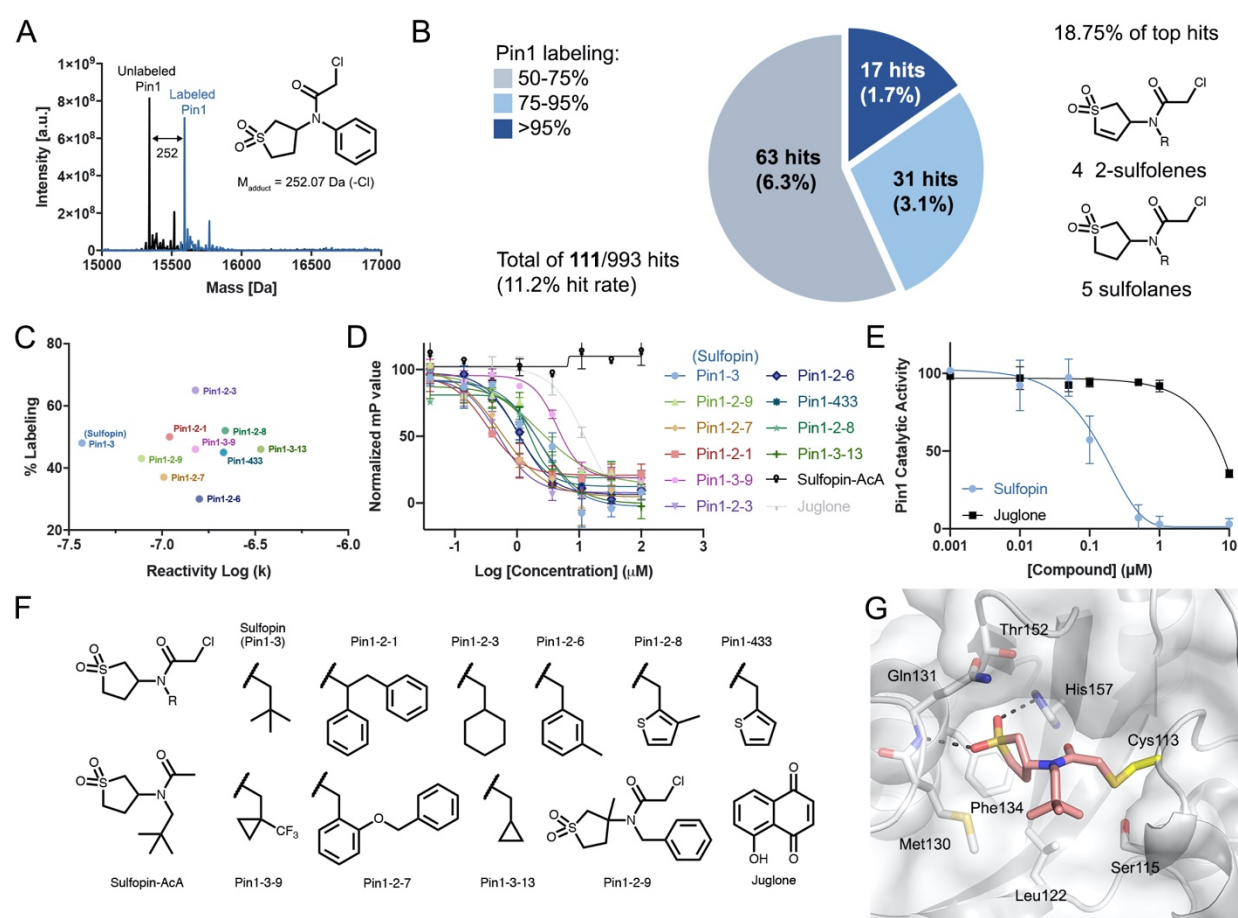 A
Intensity [a.u.]
1×10⁹
8×10⁸
6×10⁸
4×10⁸
2×10⁸
0
15000 15500 16000 16500 17000
Mass [Da]
Unlabeled
Pin1
Labeled
Pin1
252
O
O
S
N
O
Cl
M adduct = 252.07 Da (-Cl)
B
Pin1 labeling:
50-75%
75-95%
>95%
Total of 111/993 hits
(11.2% hit rate)
63 hits
(6.3%)
17 hits
(1.7%)
31 hits
(3.1%)
18.75% of top hits
O
O
S
N
R
O
Cl
4 2-sulfolenes
O
O
S
N
R
O
Cl
5 sulfolanes
C
% Labeling
80
60
40
20
-7.5 -7.0 -6.5 -6.0
Reactivity Log (k)
Pin1-2-3
Pin1-2-1
Pin1-2-8
(Sulfopin)
Pin1-3
Pin1-3-9
Pin1-3-13
Pin1-2-9
Pin1-433
Pin1-2-7
Pin1-2-6
D
Normalized mP value
100
50
0
-1 0 1 2 3
Log [Concentration] (μM)
(Sulfopin)
Pin1-3
Pin1-2-9
Pin1-2-7
Pin1-2-1
Pin1-3-9
Pin1-2-3
Pin1-2-6
Pin1-433
Pin1-2-8
Pin1-3-13
Sulfopin-AcA
Juglone
E
Pin1 Catalytic Activity
100
50
0
0.001 0.01 0.1 1 10
[Compound] (μM)
Sulfopin
Juglone
F
O
O
S
N
R
O
Cl
Sulfopin
(Pin1-3)
Pin1-2-1
Pin1-2-3
Pin1-2-6
Pin1-2-8
S
Pin1-433
S
O
O
S
N
O
Sulfopin-AcA
CF₃
Pin1-3-9
O
Pin1-2-7
Pin1-3-13
O
O
S
N
O
Cl
Pin1-2-9
O
OH
O
Juglone
G
Thr152
Gln131
His157
Cys113
Phe134
Met130
Ser115
Leu122